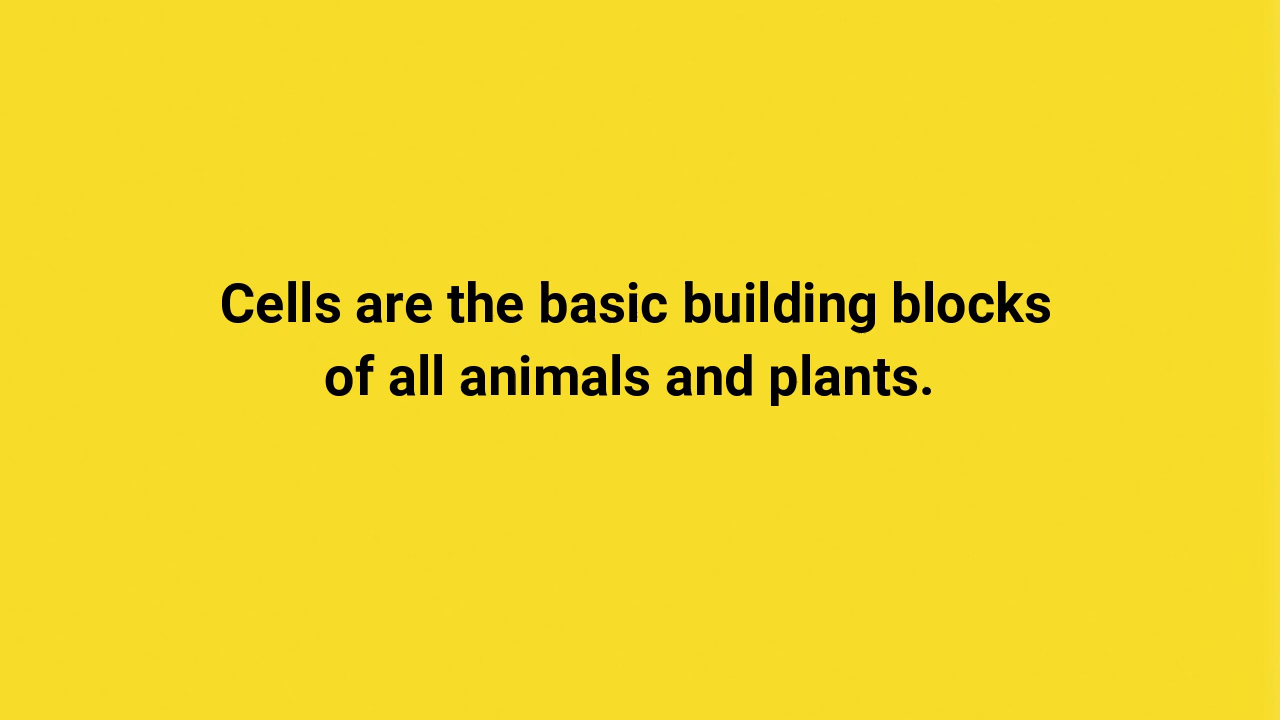 Cells are the basic building blocks
of all animals and plants.